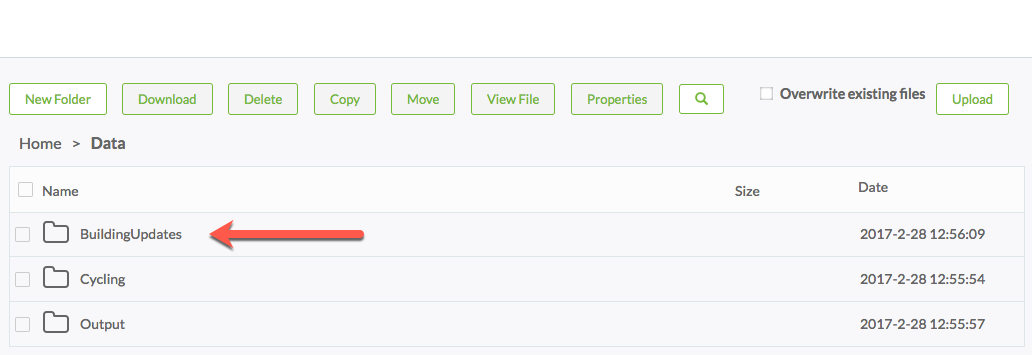 New Folder Download Delete Copy Move View File Properties Overwrite existing files Upload
Home > Data
Name Size Date
BuildingUpdates 2017-2-28 12:56:09
Cycling 2017-2-28 12:55:54
Output 2017-2-28 12:55:57